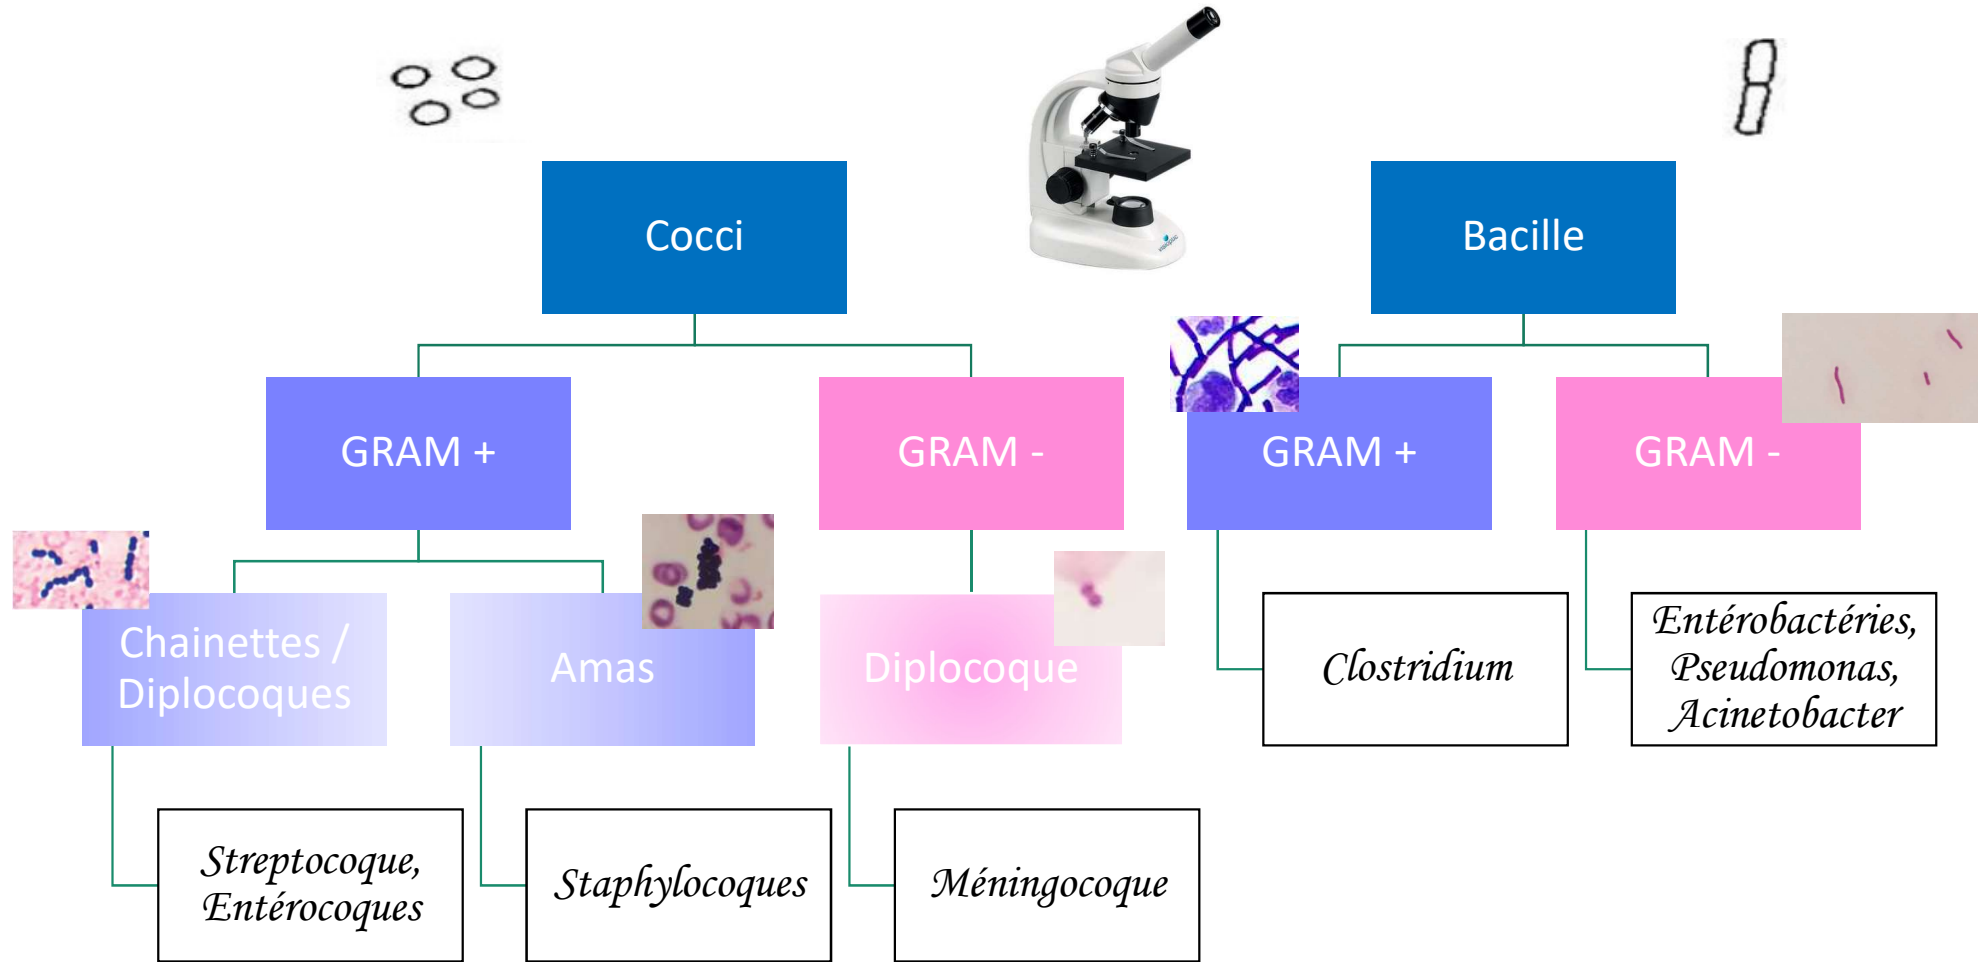 Cocci
Bacille
GRAM +
GRAM -
GRAM +
GRAM -
Chainettes /
Diplocoques
Amas
Diplocoque
Clostridium
Entérobactéries,
Pseudomonas,
Acinetobacter
Streptocoque,
Entérocoques
Staphylocoques
Méningocoque